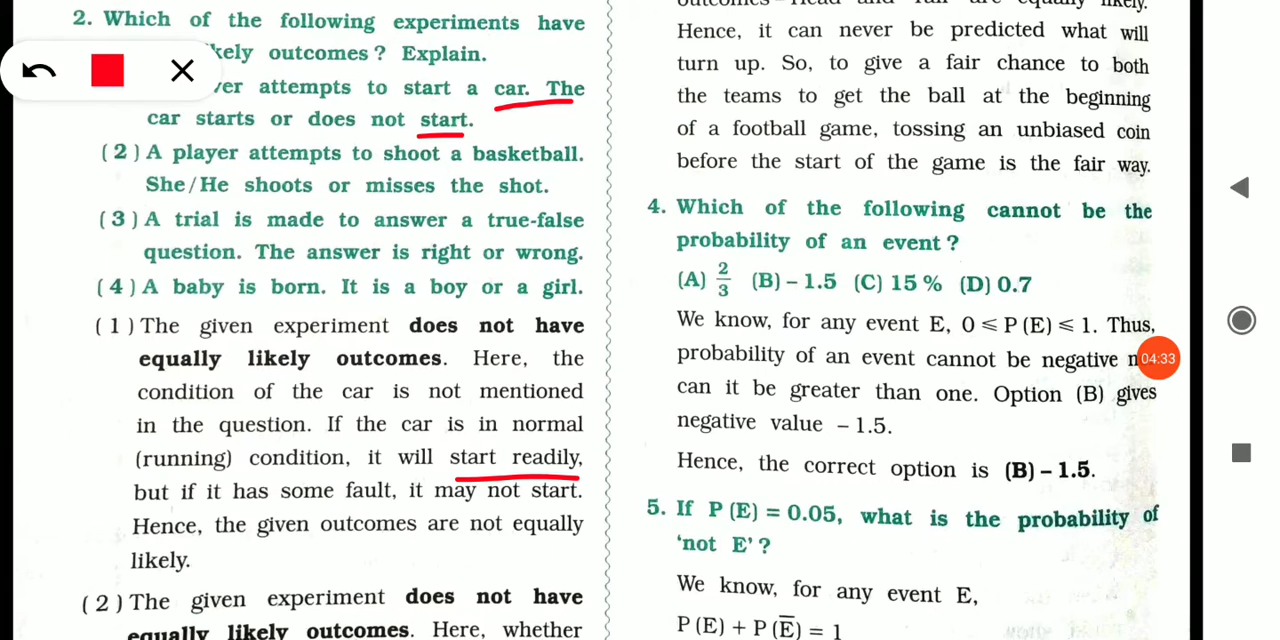 2. Which of the following experiments have
kely outcomes ? Explain.
ver attempts to start a car. The
car starts or does not start.
( 2 ) A player attempts to shoot a basketball.
She / He shoots or misses the shot.
( 3 ) A trial is made to answer a true-false
question. The answer is right or wrong.
( 4 ) A baby is born. It is a boy or a girl.
( 1 ) The given experiment does not have
equally likely outcomes. Here, the
condition of the car is not mentioned
in the question. If the car is in normal
(running) condition, it will start readily,
but if it has some fault, it may not start.
Hence, the given outcomes are not equally
likely.
( 2 ) The given experiment does not have
equally likely outcomes. Here, whether
Hence, it can never be predicted what will
turn up. So, to give a fair chance to both
the teams to get the ball at the beginning
of a football game, tossing an unbiased coin
before the start of the game is the fair way.
4. Which of the following cannot be the
probability of an event ?
(A) 2/3 (B) – 1.5 (C) 15 % (D) 0.7
We know, for any event E, 0 ⩽ P (E) ⩽ 1. Thus,
probability of an event cannot be negative n
can it be greater than one. Option (B) gives
negative value – 1.5.
Hence, the correct option is (B) – 1.5.
5. If P (E) = 0.05, what is the probability of
‘not E’ ?
We know, for any event E,
P (E) + P (E̅) = 1
04:33